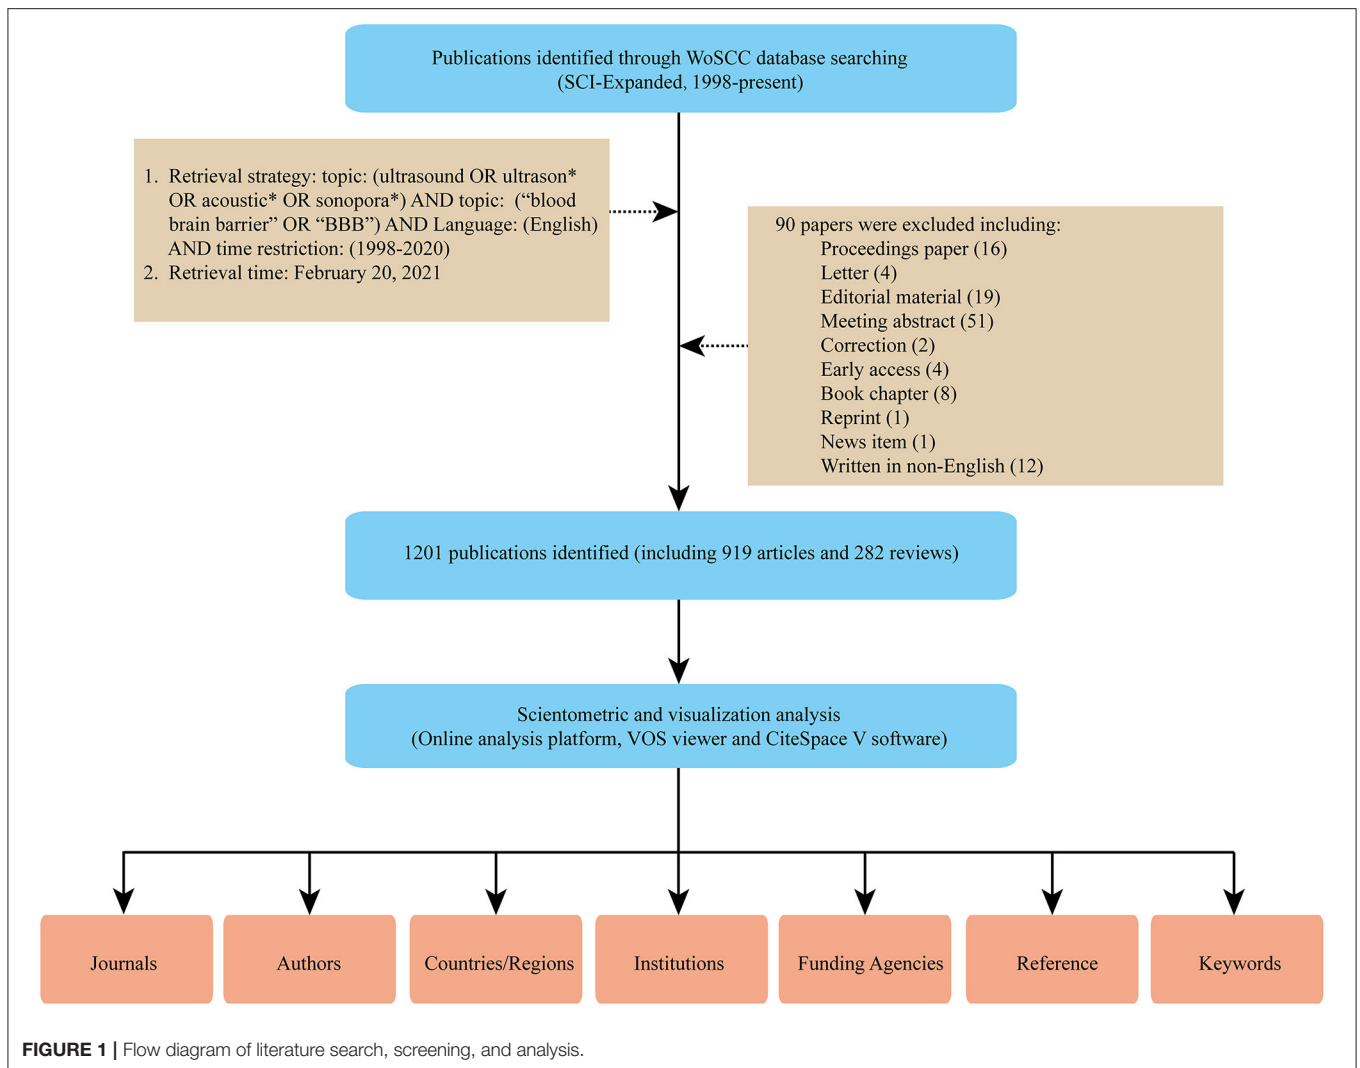 Publications identified through WoSCC database searching
(SCI-Expanded, 1998-present)
1. Retrieval strategy: topic: (ultrasound OR ultrason*
OR acoustic* OR sonopora*) AND topic: (“blood
brain barrier” OR “BBB”) AND Language: (English)
AND time restriction: (1998-2020)
2. Retrieval time: February 20, 2021
90 papers were excluded including:
Proceedings paper (16)
Letter (4)
Editorial material (19)
Meeting abstract (51)
Correction (2)
Early access (4)
Book chapter (8)
Reprint (1)
News item (1)
Written in non-English (12)
1201 publications identified (including 919 articles and 282 reviews)
Scientometric and visualization analysis
(Online analysis platform, VOS viewer and CiteSpace V software)
Journals
Authors
Countries/Regions
Institutions
Funding Agencies
Reference
Keywords
FIGURE 1 | Flow diagram of literature search, screening, and analysis.